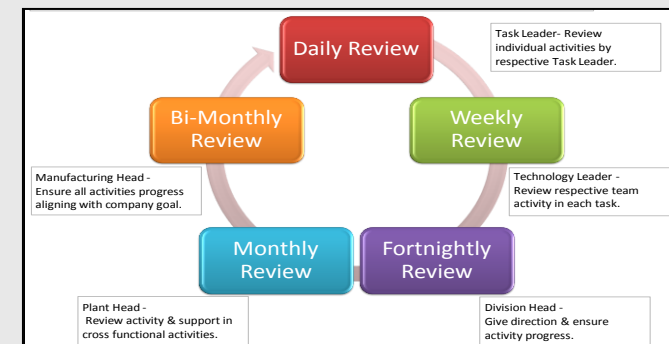 Daily Review
Task Leader- Review
individual activities by
respective Task Leader.
Weekly
Review
Technology Leader -
Review respective team
activity in each task.
Fortnightly
Review
Division Head -
Give direction & ensure
activity progress.
Monthly
Review
Plant Head -
Review activity & support in
cross functional activities.
Bi-Monthly
Review
Manufacturing Head -
Ensure all activities progress
aligning with company goal.